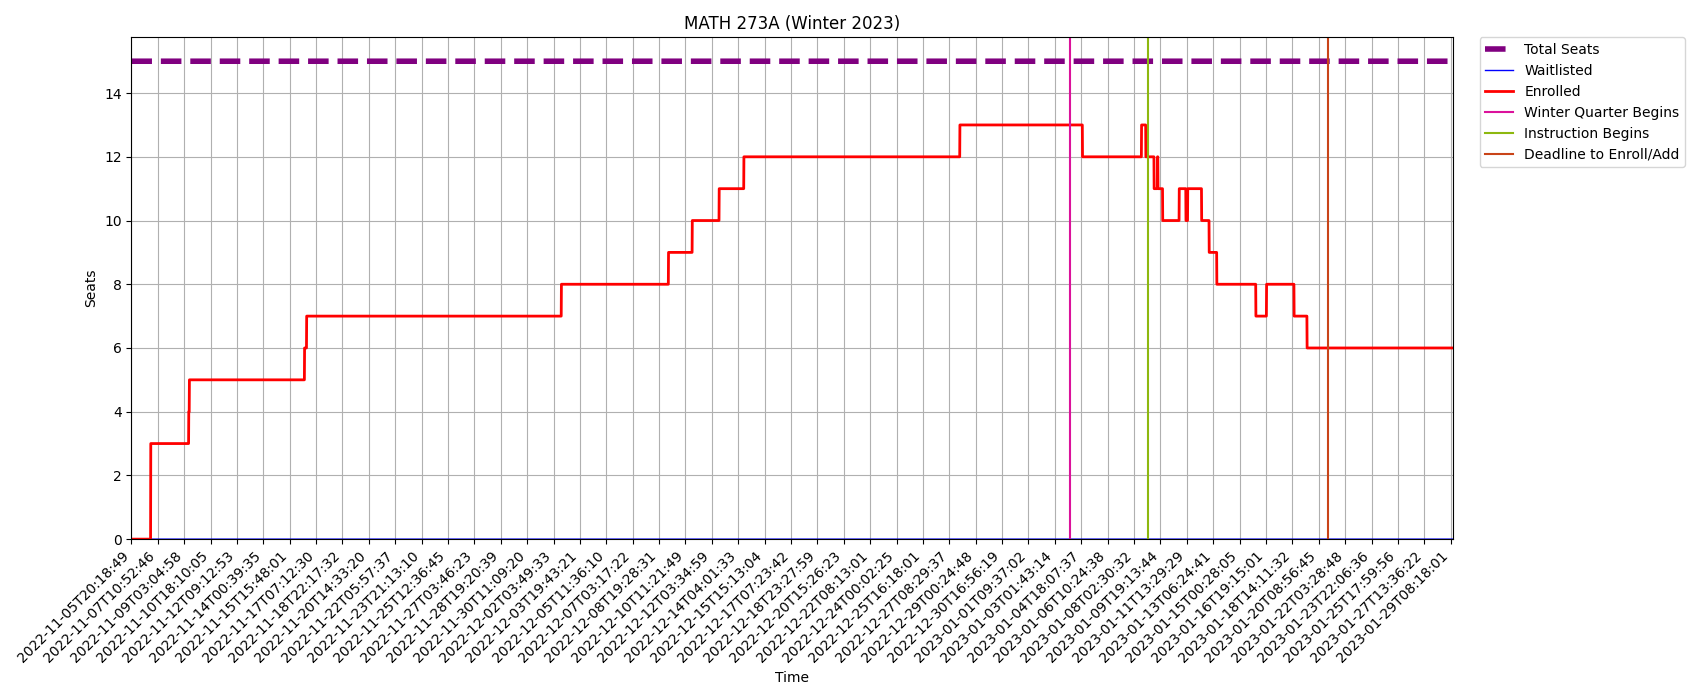 MATH 273A (Winter 2023)
Total Seats
Waitlisted
Enrolled
Winter Quarter Begins
Instruction Begins
Deadline to Enroll/Add
Seats
14
12
10
8
6
4
2
0
2022-11-05T20:18:49
2022-11-07T10:52:46
2022-11-09T03:04:58
2022-11-10T18:10:05
2022-11-12T09:12:53
2022-11-14T00:39:35
2022-11-15T15:48:01
2022-11-17T07:12:30
2022-11-18T22:17:32
2022-11-20T14:33:20
2022-11-22T05:57:37
2022-11-23T21:13:10
2022-11-25T12:36:45
2022-11-27T03:46:23
2022-11-28T19:20:39
2022-11-30T11:09:20
2022-12-02T03:49:33
2022-12-03T19:43:21
2022-12-05T11:36:10
2022-12-07T03:17:22
2022-12-08T19:28:31
2022-12-10T11:21:49
2022-12-12T03:34:59
2022-12-14T04:01:33
2022-12-15T15:13:04
2022-12-17T07:23:42
2022-12-18T23:27:59
2022-12-20T15:26:23
2022-12-22T08:13:01
2022-12-24T00:02:25
2022-12-25T16:18:01
2022-12-27T08:29:37
2022-12-29T00:24:48
2022-12-30T16:56:19
2023-01-01T09:37:02
2023-01-03T01:43:14
2023-01-04T18:07:37
2023-01-06T10:24:38
2023-01-08T02:30:32
2023-01-09T19:13:44
2023-01-11T13:29:29
2023-01-13T06:24:41
2023-01-15T00:28:05
2023-01-16T19:15:01
2023-01-18T14:11:32
2023-01-20T08:56:45
2023-01-22T03:28:48
2023-01-23T22:06:36
2023-01-25T17:59:56
2023-01-27T13:36:22
2023-01-29T08:18:01
Time